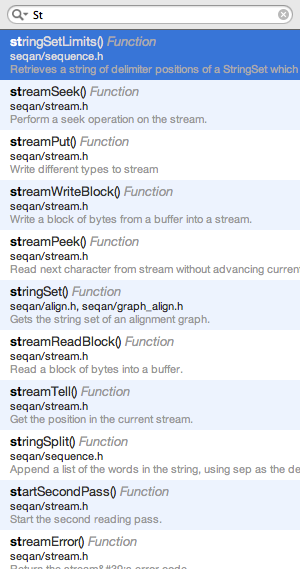 St
stringSetLimits() Function
seqan/sequence.h
Retrieves a string of delimiter positions of a StringSet which
streamSeek() Function
seqan/stream.h
Perform a seek operation on the stream.
streamPut() Function
seqan/stream.h
Write different types to stream
streamWriteBlock() Function
seqan/stream.h
Write a block of bytes from a buffer into a stream.
streamPeek() Function
seqan/stream.h
Read next character from stream without advancing current
stringSet() Function
seqan/align.h, seqan/graph_align.h
Gets the string set of an alignment graph.
streamReadBlock() Function
seqan/stream.h
Read a block of bytes into a buffer.
streamTell() Function
seqan/stream.h
Get the position in the current stream.
stringSplit() Function
seqan/sequence.h
Append a list of the words in the string, using sep as the de
startSecondPass() Function
seqan/stream.h
Start the second reading pass.
streamError() Function
seqan/stream.h
Return the stream&#39;s error code.